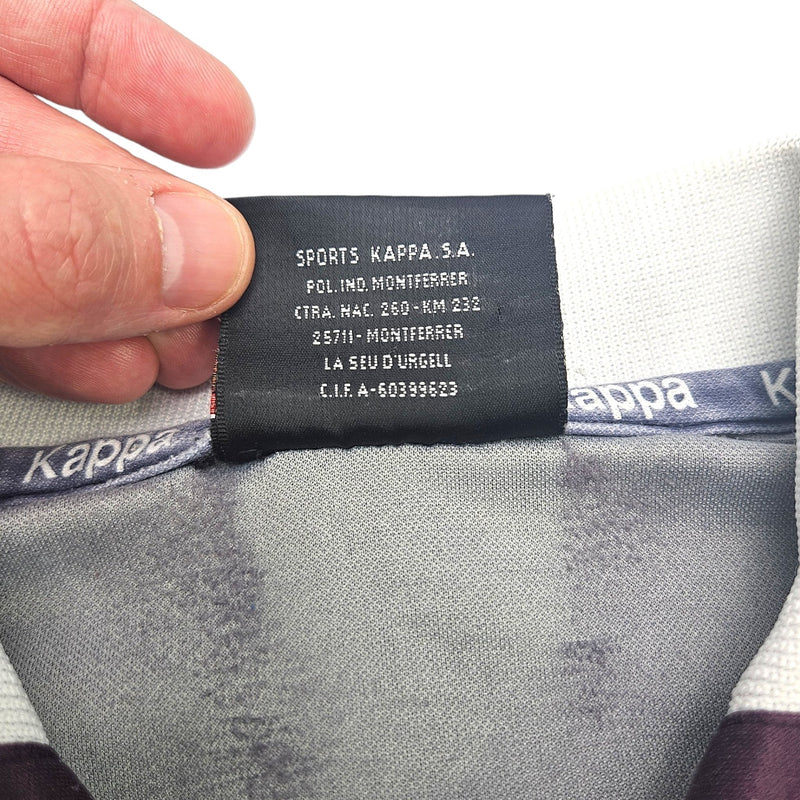 SPORTS KAPPA.S.A.
POL.IND.MONTFERRER
CTRA. NAC. 260-KM 232
25711-MONTFERRER
LA SEU D'URGELL
C.I.F. A-60399623
Kappa
Kappa
K